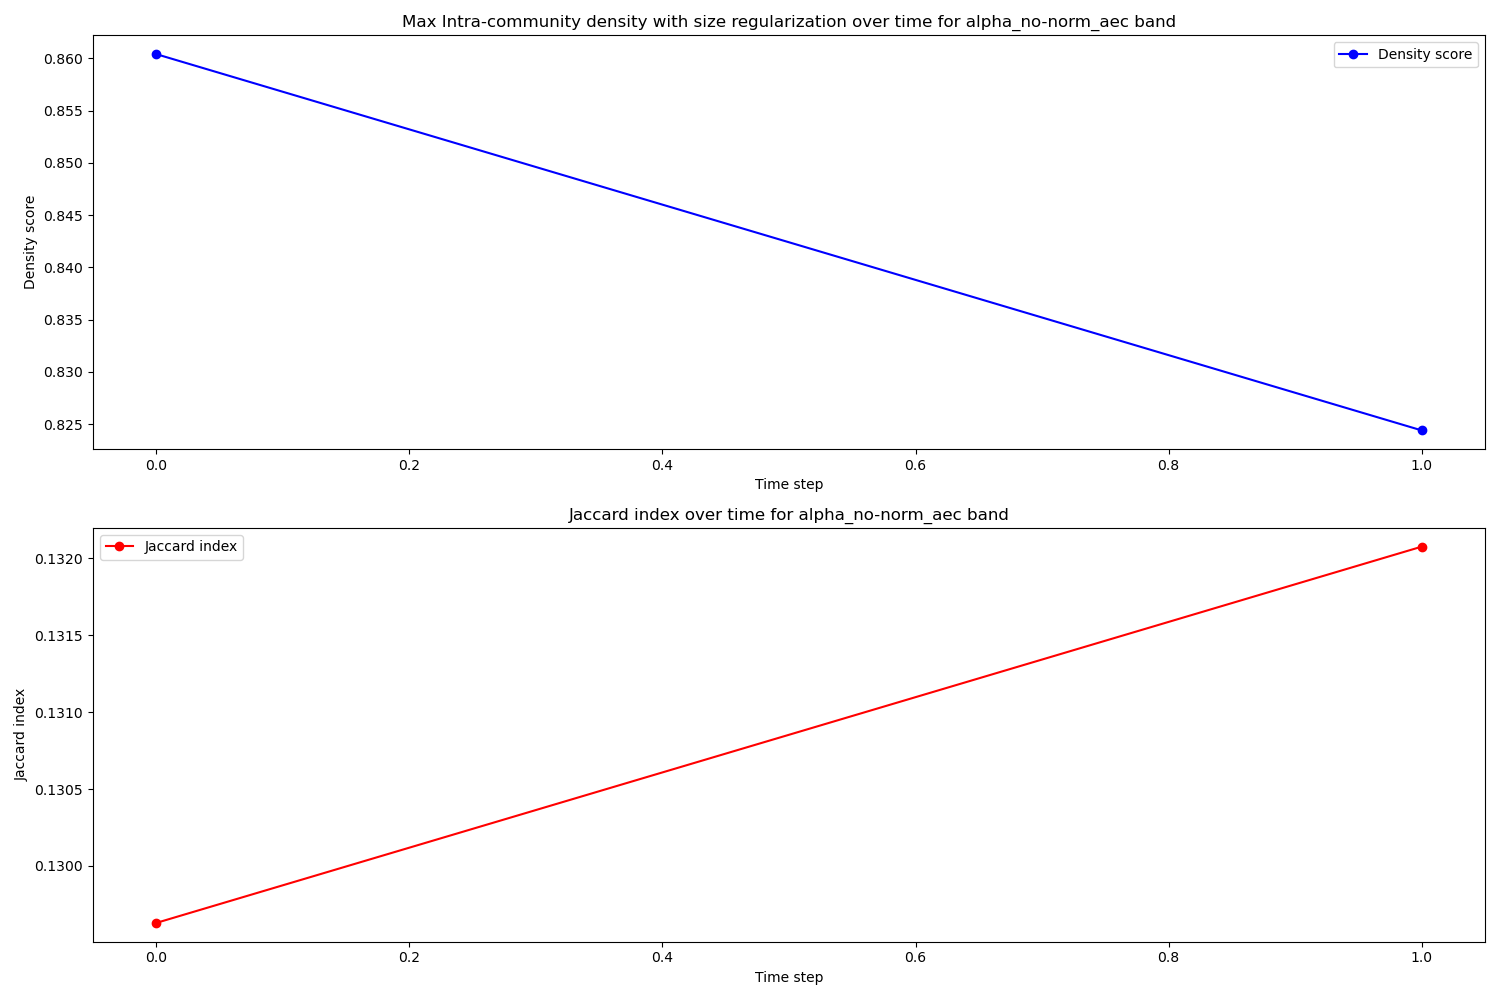 Max Intra-community density with size regularization over time for alpha_no-norm_aec band
Density score
0.860
0.855
0.850
0.845
0.840
0.835
0.830
0.825
Density score
0.0 0.2 0.4 0.6 0.8 1.0
Time step
Jaccard index over time for alpha_no-norm_aec band
Jaccard index
0.1320
0.1315
0.1310
0.1305
0.1300
Jaccard index
0.0 0.2 0.4 0.6 0.8 1.0
Time step